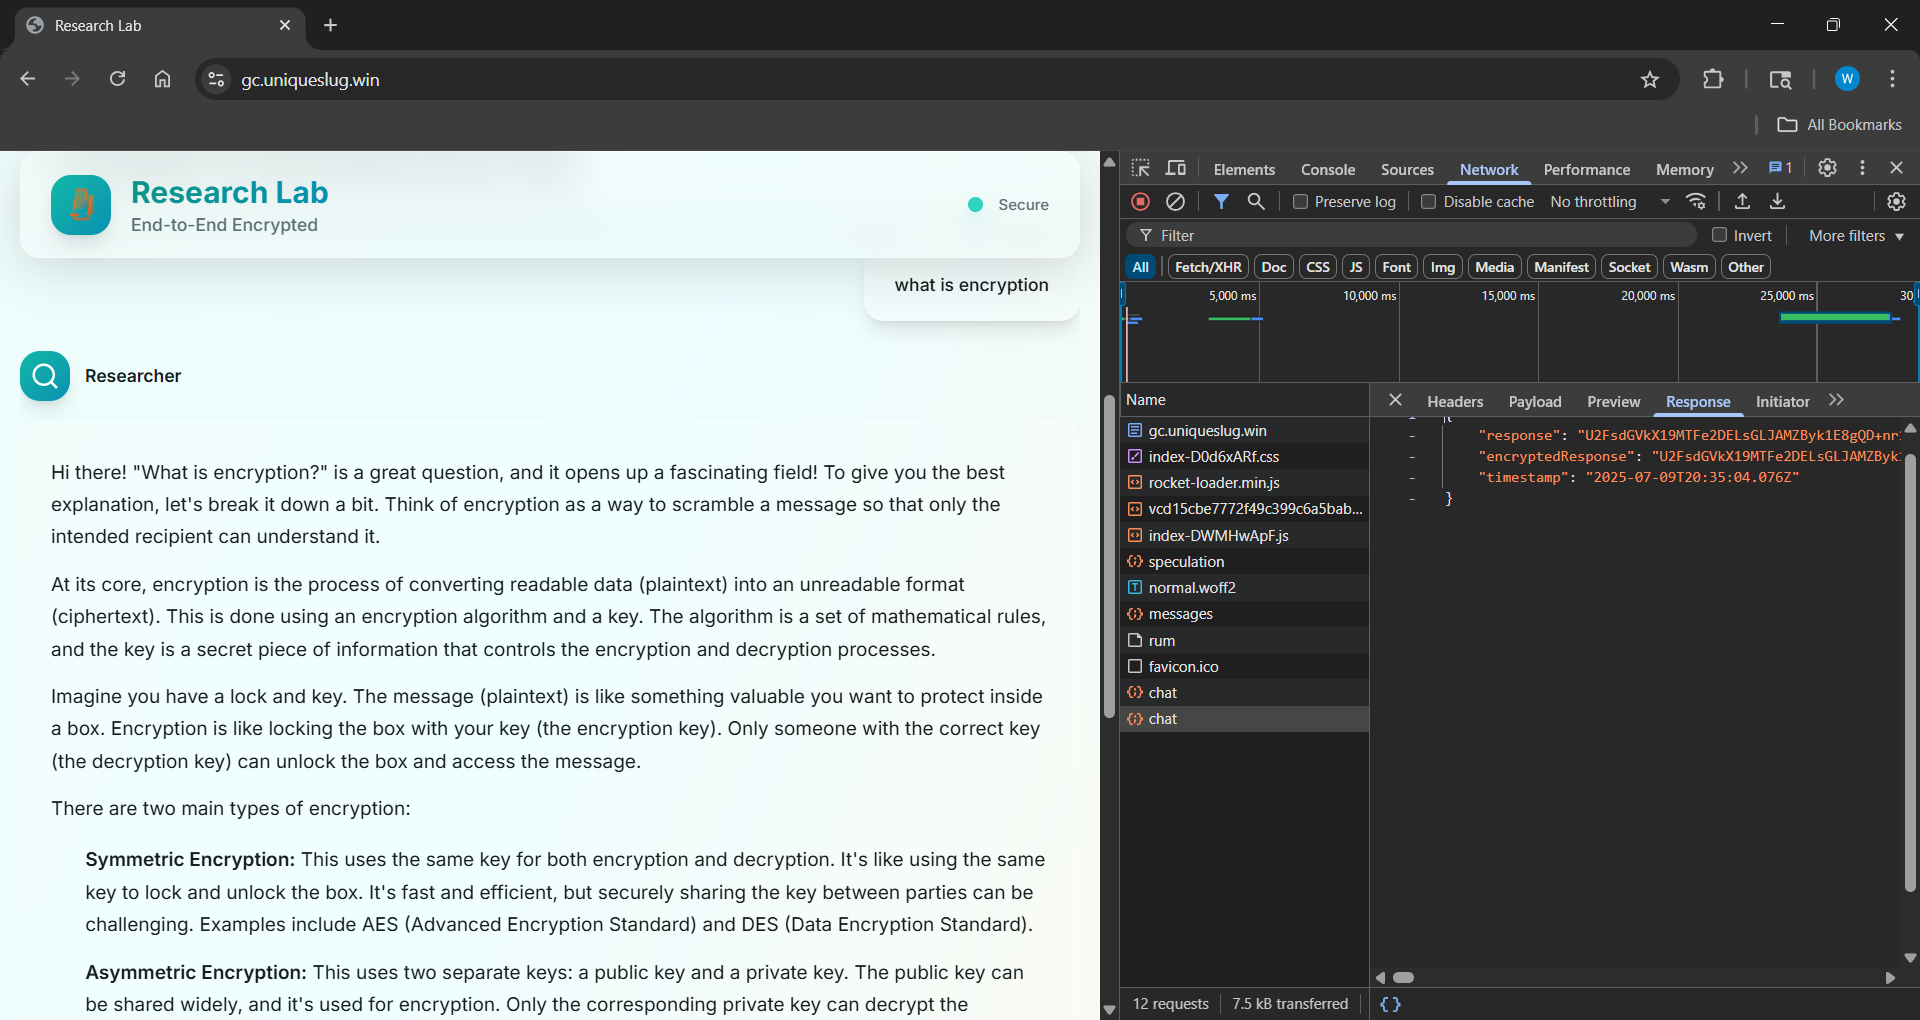 Research Lab
gc.uniqueslug.win
W
All Bookmarks
Research Lab
End-to-End Encrypted
Secure
what is encryption
Researcher
Hi there! "What is encryption?" is a great question, and it opens up a fascinating field! To give you the best
explanation, let's break it down a bit. Think of encryption as a way to scramble a message so that only the
intended recipient can understand it.
At its core, encryption is the process of converting readable data (plaintext) into an unreadable format
(ciphertext). This is done using an encryption algorithm and a key. The algorithm is a set of mathematical rules,
and the key is a secret piece of information that controls the encryption and decryption processes.
Imagine you have a lock and key. The message (plaintext) is like something valuable you want to protect inside
a box. Encryption is like locking the box with your key (the encryption key). Only someone with the correct key
(the decryption key) can unlock the box and access the message.
There are two main types of encryption:
Symmetric Encryption: This uses the same key for both encryption and decryption. It's like using the same
key to lock and unlock the box. It's fast and efficient, but securely sharing the key between parties can be
challenging. Examples include AES (Advanced Encryption Standard) and DES (Data Encryption Standard).
Asymmetric Encryption: This uses two separate keys: a public key and a private key. The public key can
be shared widely, and it's used for encryption. Only the corresponding private key can decrypt the
Elements Console Sources Network Performance Memory 1
Preserve log Disable cache No throttling
Filter Invert More filters
All Fetch/XHR Doc CSS JS Font Img Media Manifest Socket Wasm Other
5,000 ms 10,000 ms 15,000 ms 20,000 ms 25,000 ms 30
Name
gc.uniqueslug.win
index-D0d6xARf.css
rocket-loader.min.js
vcd15cbe7772f49c399c6a5bab...
index-DWMHwApF.js
speculation
normal.woff2
messages
rum
favicon.ico
chat
chat
Headers Payload Preview Response Initiator
{
- "response": "U2FsdGVkX19MTFe2DELsGLJAMZByk1E8gQD+nr
- "encryptedResponse": "U2FsdGVkX19MTFe2DELsGLJAMZByk
- "timestamp": "2025-07-09T20:35:04.076Z"
- }
12 requests 7.5 kB transferred { }